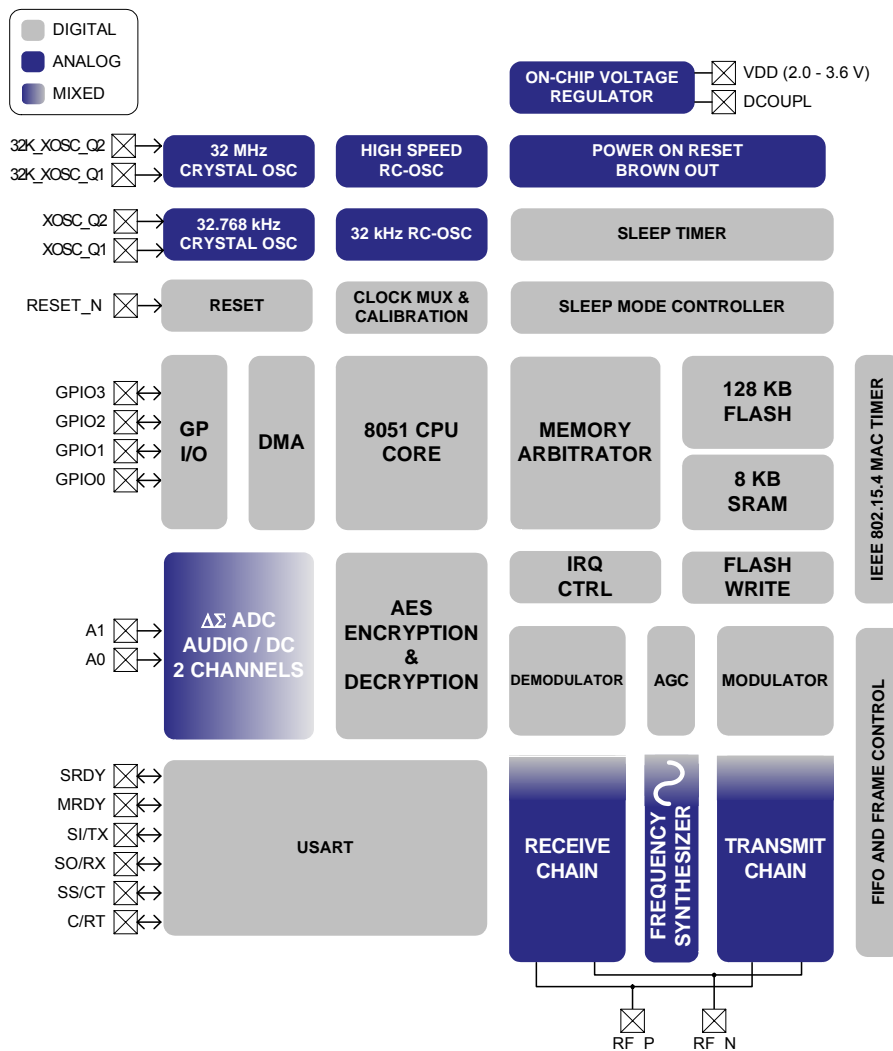 DIGITAL
ANALOG
MIXED
ON-CHIP VOLTAGE
REGULATOR
VDD (2.0 - 3.6 V)
DCOUPL
32K_XOSC_Q2
32K_XOSC_Q1
32 MHz
CRYSTAL OSC
HIGH SPEED
RC-OSC
POWER ON RESET
BROWN OUT
XOSC_Q2
XOSC_Q1
32.768 kHz
CRYSTAL OSC
32 kHz RC-OSC
SLEEP TIMER
RESET_N
RESET
CLOCK MUX &
CALIBRATION
SLEEP MODE CONTROLLER
GPIO3
GPIO2
GPIO1
GPIO0
GP
I/O
DMA
8051 CPU
CORE
MEMORY
ARBITRATOR
128 KB
FLASH
8 KB
SRAM
IEEE 802.15.4 MAC TIMER
IRQ
CTRL
FLASH
WRITE
A1
A0
ΔΣ ADC
AUDIO / DC
2 CHANNELS
AES
ENCRYPTION
&
DECRYPTION
DEMODULATOR
AGC
MODULATOR
FIFO AND FRAME CONTROL
SRDY
MRDY
SI/TX
SO/RX
SS/CT
C/RT
USART
RECEIVE
CHAIN
FREQUENCY
SYNTHESIZER
TRANSMIT
CHAIN
RF_P
RF_N